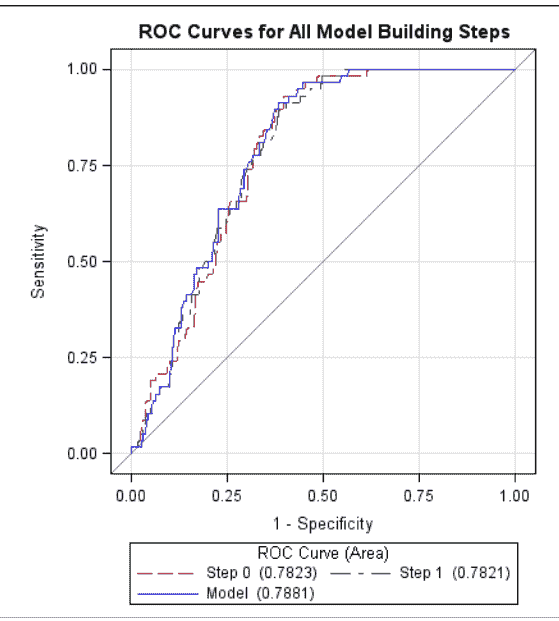 ROC Curves for All Model Building Steps
1.00
0.75
0.50
0.25
0.00
Sensitivity
0.00 0.25 0.50 0.75 1.00
1 - Specificity
ROC Curve (Area)
Step 0 (0.7823) Step 1 (0.7821)
Model (0.7881)